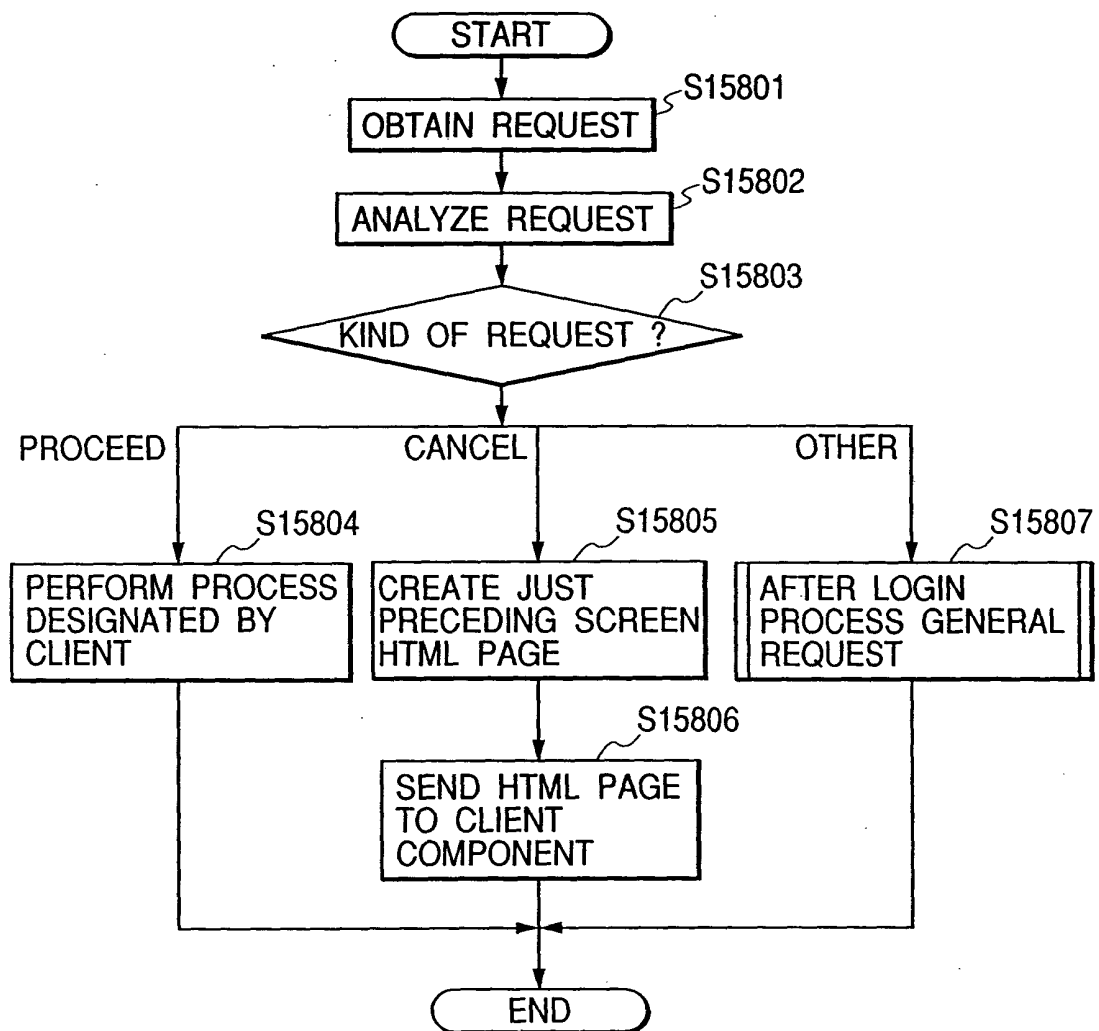 START
S15801
OBTAIN REQUEST
S15802
ANALYZE REQUEST
S15803
KIND OF REQUEST ?
PROCEED
CANCEL
OTHER
S15804
PERFORM PROCESS
DESIGNATED BY
CLIENT
S15805
CREATE JUST
PRECEDING SCREEN
HTML PAGE
S15807
AFTER LOGIN
PROCESS GENERAL
REQUEST
S15806
SEND HTML PAGE
TO CLIENT
COMPONENT
END